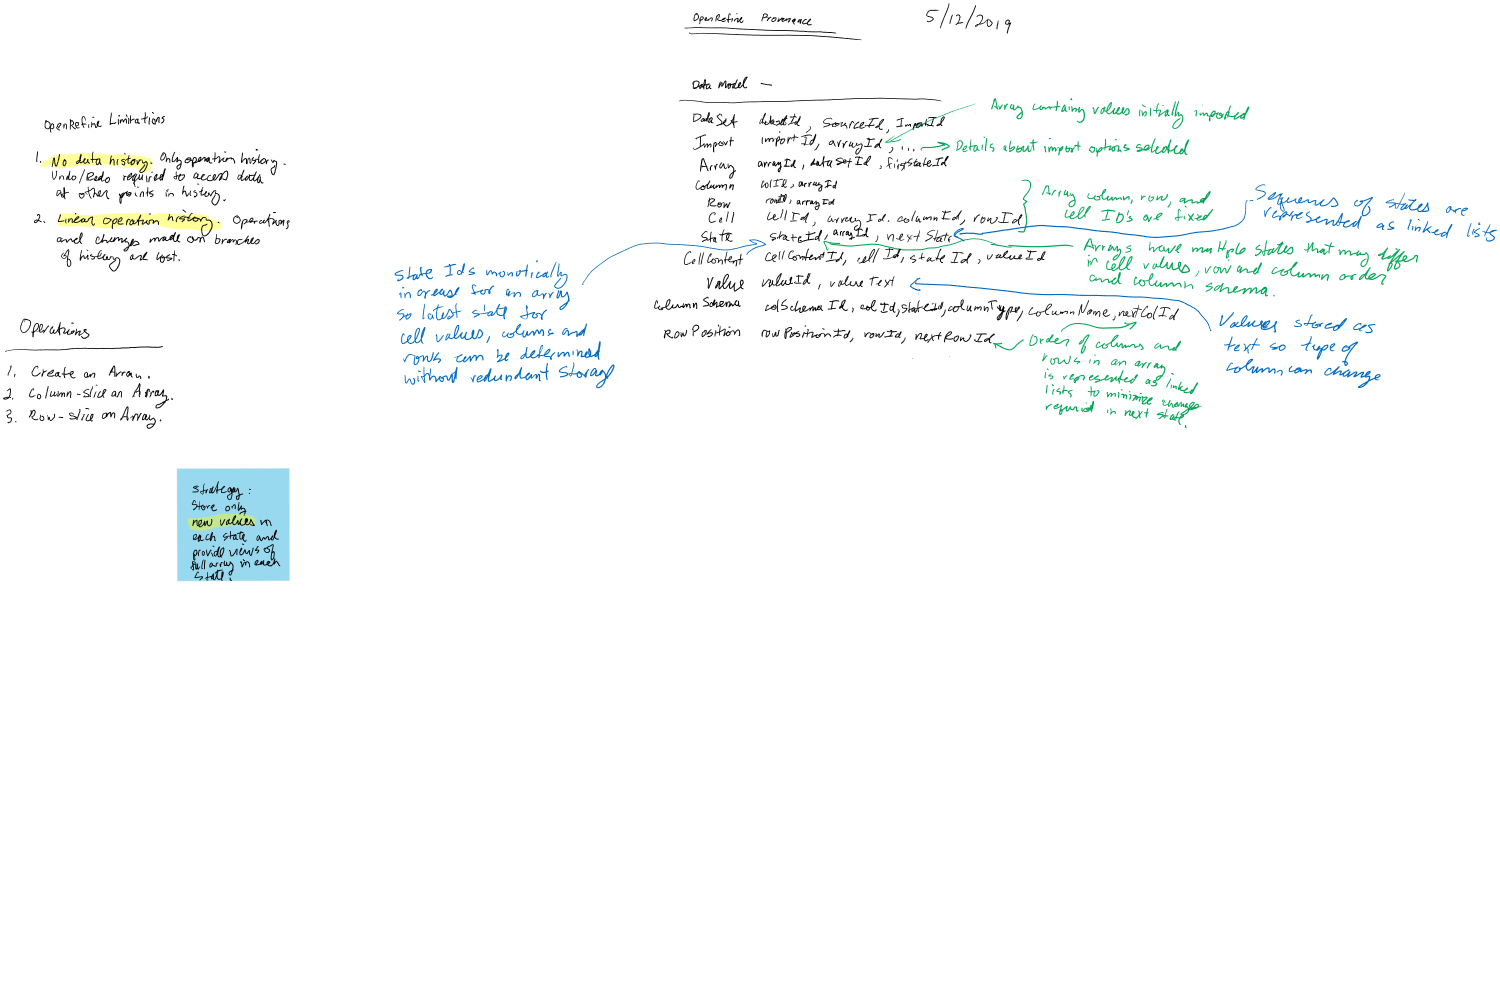 OpenRefine Provenance
5/12/2019
Data Model —
DataSet datasetId, SourceId, ImportId
Import importId, arrayId, ...
Array arrayId, dataSetId, firstStateId
Column colId, arrayId
Row rowId, arrayId
Cell cellId, arrayId. columnId, rowId
State stateId, arrayId, nextState
CellContent cellContentId, cellId, stateId, valueId
Value valueId, valueText
Column Schema colSchemaId, colId, stateId, columnType, columnName, nextColId
Row Position rowPositionId, rowId, nextRowId
Array containing values initially imported
Details about import options selected
Array column, row, and
cell ID's are fixed
Sequences of states are
represented as linked lists
Arrays have multiple states that may differ
in cell values, row and column order
and column schema.
Values stored as
text so type of
column can change
Order of columns and
rows in an array
is represented as linked
lists to minimize changes
required in next state.
State Ids monotically
increase for an array
so latest state for
cell values, columns and
rows can be determined
without redundant storage
OpenRefine Limitations
1. No data history. Only operation history.
Undo/Redo required to access data
at other points in history.
2. Linear operation history. Operations
and changes made on branches
of history are lost.
Operations
1. Create an Array.
2. Column-slice an Array.
3. Row-slice an Array.
Strategy:
Store only
new values in
each state and
provide views of
full array in each
state.